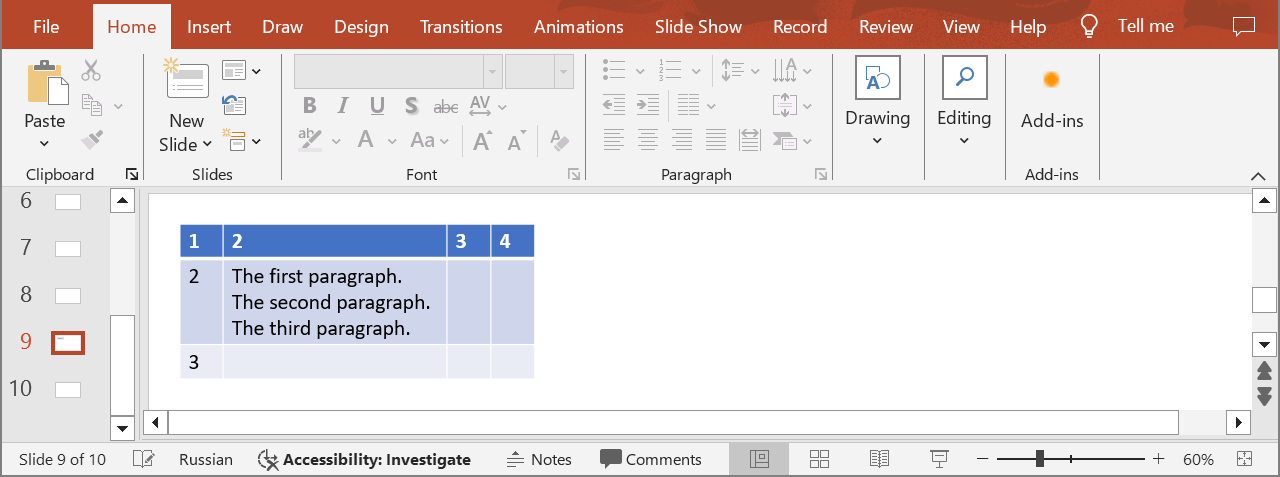 File Home Insert Draw Design Transitions Animations Slide Show Record Review View Help Tell me
Paste
New
Slide
B I U S abc AV
ab A Aa A A A
Drawing
Editing
Add-ins
Clipboard Slides Font Paragraph Add-ins
6
7
8
9
10
1 2 3 4
2 The first paragraph.
The second paragraph.
The third paragraph.
3
Slide 9 of 10 Russian Accessibility: Investigate Notes Comments 60%